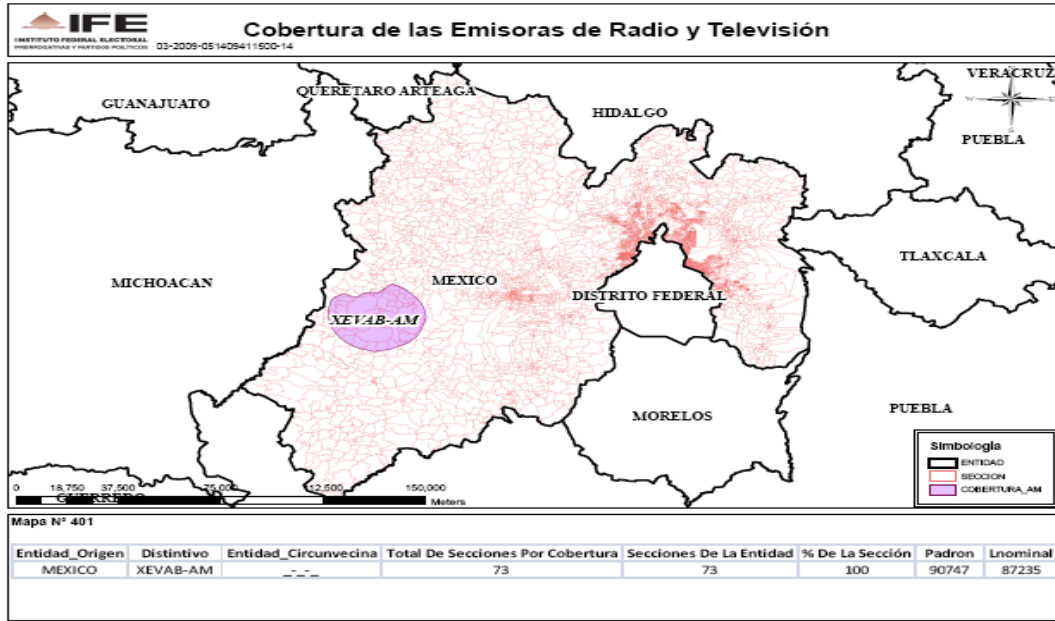 IFE
INSTITUTO FEDERAL ELECTORAL
PRERROGATIVAS Y PARTIDOS POLÍTICOS
03-2009-051409411500-14
Cobertura de las Emisoras de Radio y Televisión
VERACRUZ
GUANAJUATO
QUERETARO ARTEAGA
HIDALGO
W
E
S
PUEBLA
TLAXCALA
MICHOACAN
MEXICO
DISTRITO FEDERAL
XEVAB-AM
MORELOS
PUEBLA
Simbología
ENTIDAD
SECCION
COBERTURA_AM
0 18,750 37,500 75,000 12,500 150,000
Meters
GUERRERO
Mapa N° 401
Entidad_Origen Distintivo Entidad_Circunvecina Total De Secciones Por Cobertura Secciones De La Entidad % De La Sección Padron Lnominal
MEXICO XEVAB-AM _-_-_ 73 73 100 90747 87235